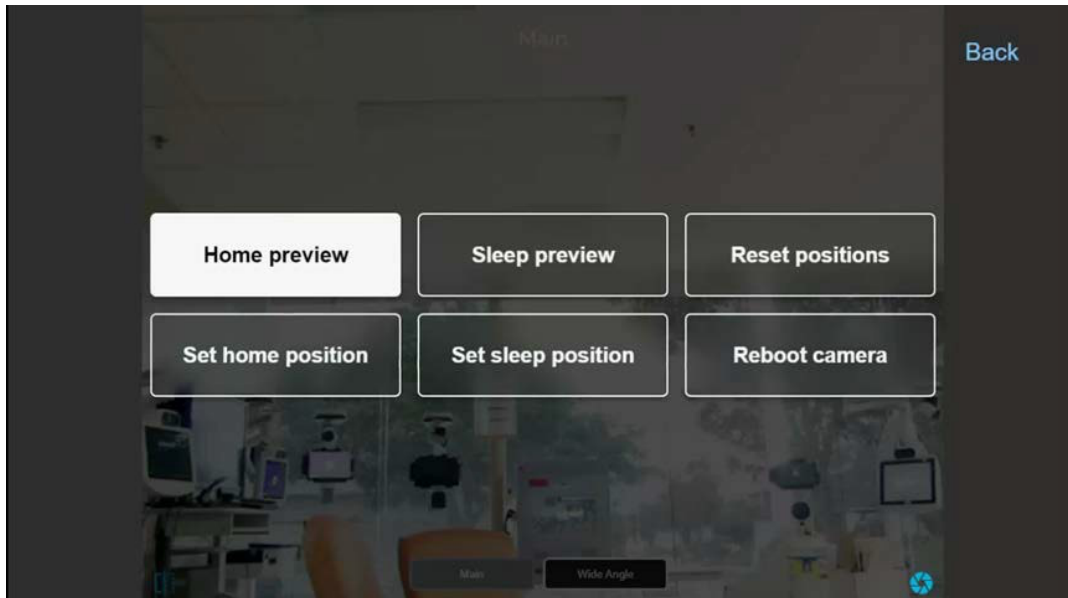 Main
Back
Home preview
Sleep preview
Reset positions
Set home position
Set sleep position
Reboot camera
Main
Wide Angle